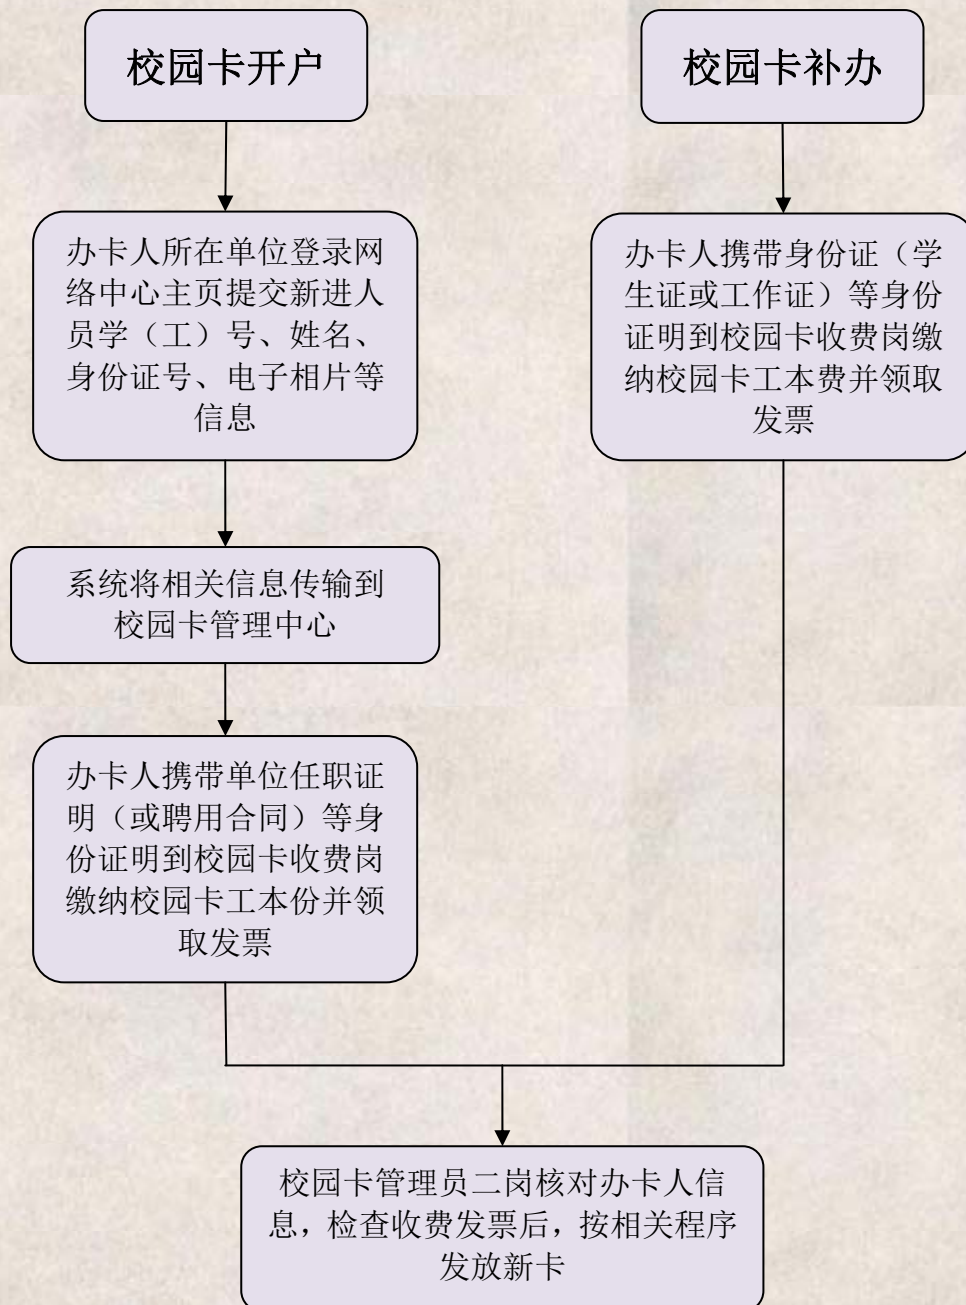 校园卡开户
校园卡补办
办卡人所在单位登录网
络中心主页提交新进人
员学（工）号、姓名、
身份证号、电子相片等
信息
办卡人携带身份证（学
生证或工作证）等身份
证明到校园卡收费岗缴
纳校园卡工本费并领取
发票
系统将相关信息传输到
校园卡管理中心
办卡人携带单位任职证
明（或聘用合同）等身
份证明到校园卡收费岗
缴纳校园卡工本份并领
取发票
校园卡管理员二岗核对办卡人信
息，检查收费发票后，按相关程序
发放新卡